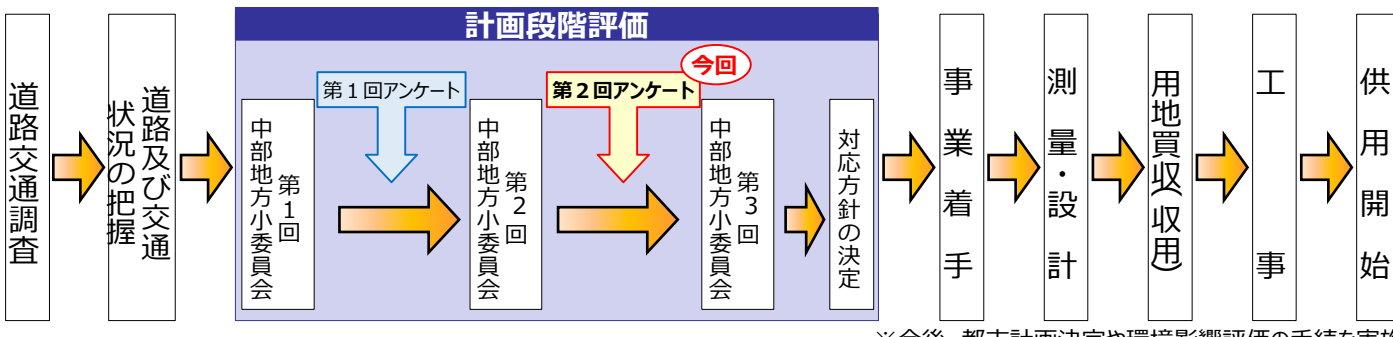 道路交通調査
道路及び交通
状況の把握
計画段階評価
第１回アンケート
第２回アンケート
今回
第1回
中部地方小委員会
第2回
中部地方小委員会
第3回
中部地方小委員会
対応方針の決定
事業着手
測量・設計
用地買収(収用)
工事
供用開始